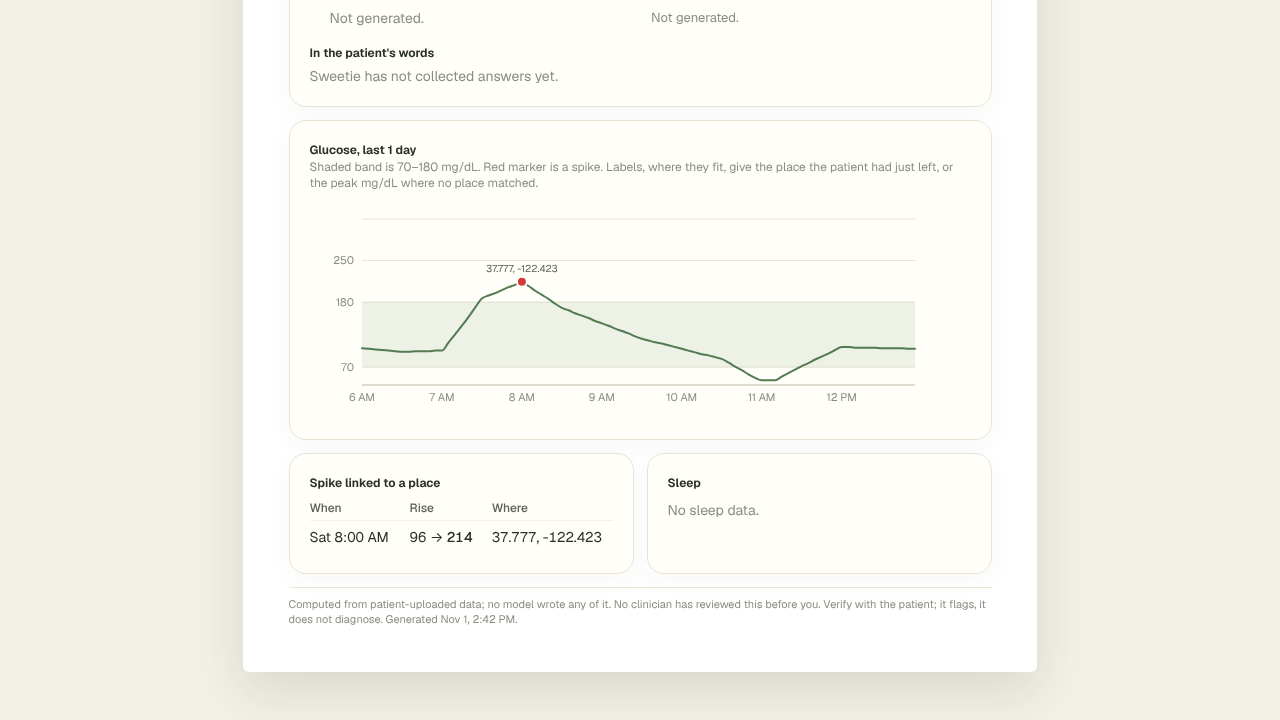 Not generated.
Not generated.
In the patient's words
Sweetie has not collected answers yet.
Glucose, last 1 day
Shaded band is 70–180 mg/dL. Red marker is a spike. Labels, where they fit, give the place the patient had just left, or
the peak mg/dL where no place matched.
250
37.777, -122.423
180
70
6 AM 7 AM 8 AM 9 AM 10 AM 11 AM 12 PM
Spike linked to a place
When Rise Where
Sat 8:00 AM 96 → 214 37.777, -122.423
Sleep
No sleep data.
Computed from patient-uploaded data; no model wrote any of it. No clinician has reviewed this before you. Verify with the patient; it flags, it
does not diagnose. Generated Nov 1, 2:42 PM.